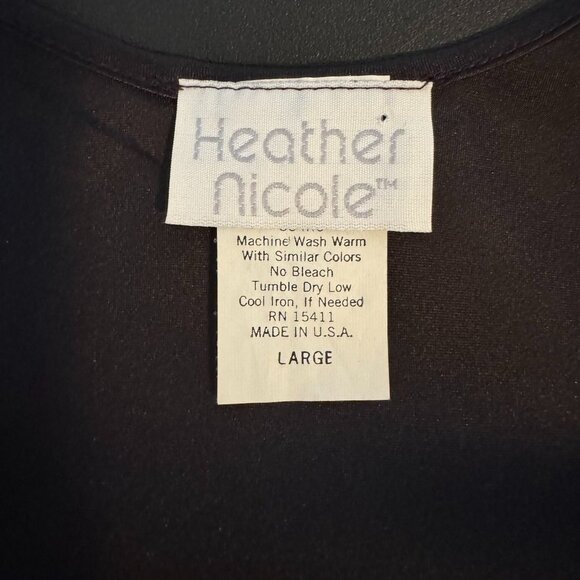 Heather
Nicole™
Machine Wash Warm
With Similar Colors
No Bleach
Tumble Dry Low
Cool Iron, If Needed
RN 15411
MADE IN U.S.A.
LARGE